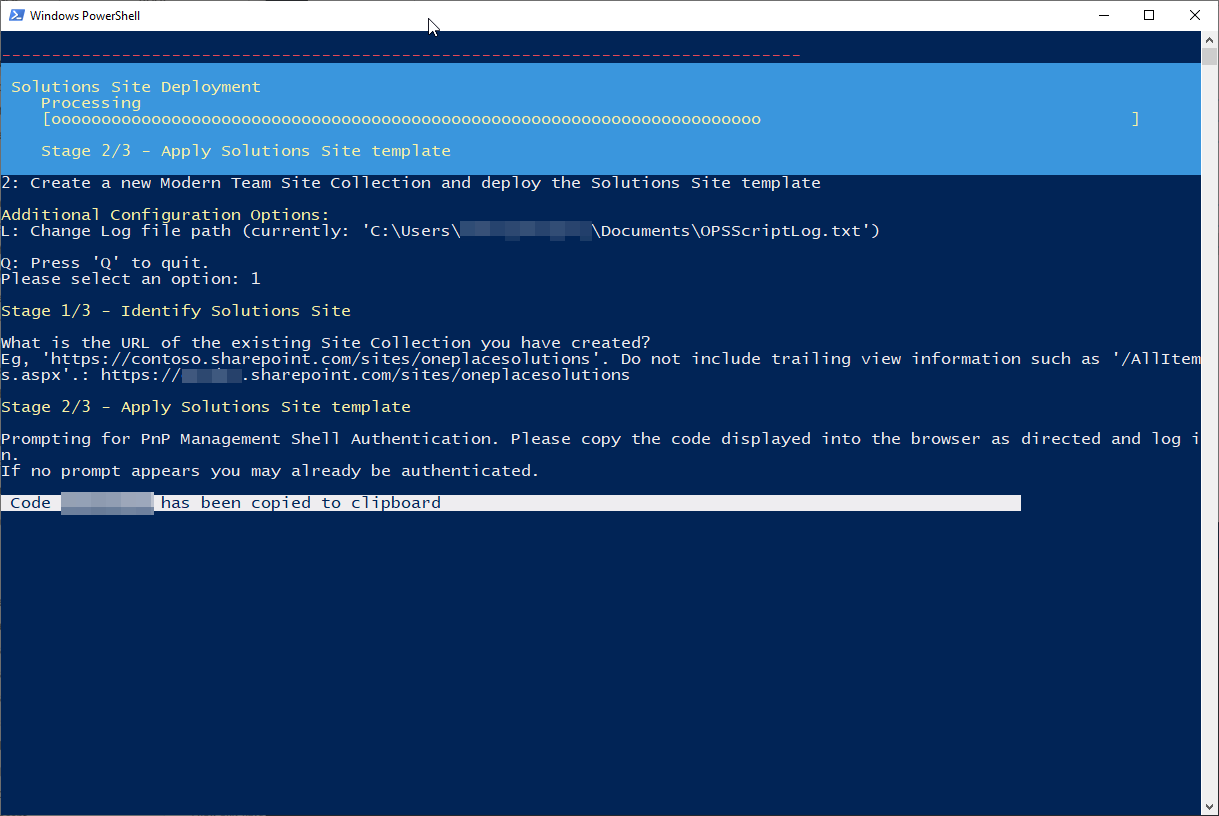 Windows PowerShell
--------------------------------------------------------------------------------
Solutions Site Deployment
Processing
[ooooooooooooooooooooooooooooooooooooooooooooooooooooooooooooooooooooooo ]
Stage 2/3 - Apply Solutions Site template
2: Create a new Modern Team Site Collection and deploy the Solutions Site template
Additional Configuration Options:
L: Change Log file path (currently: 'C:\Users\ \Documents\OPSScriptLog.txt')
Q: Press 'Q' to quit.
Please select an option: 1
Stage 1/3 - Identify Solutions Site
What is the URL of the existing Site Collection you have created?
Eg, 'https://contoso.sharepoint.com/sites/oneplacesolutions'. Do not include trailing view information such as '/AllItem
s.aspx'.: https:// .sharepoint.com/sites/oneplacesolutions
Stage 2/3 - Apply Solutions Site template
Prompting for PnP Management Shell Authentication. Please copy the code displayed into the browser as directed and log i
n.
If no prompt appears you may already be authenticated.
Code has been copied to clipboard